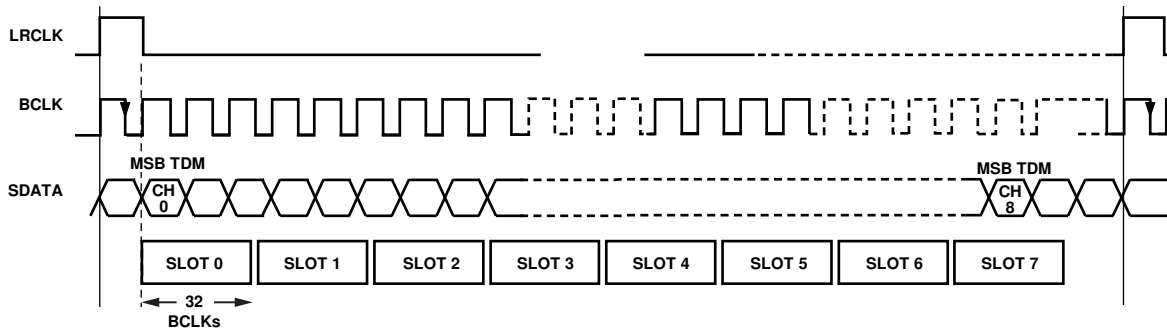 LRCLK
BCLK
MSB TDM
MSB TDM
SDATA
CH
0
CH
8
SLOT 0
SLOT 1
SLOT 2
SLOT 3
SLOT 4
SLOT 5
SLOT 6
SLOT 7
32
BCLKs